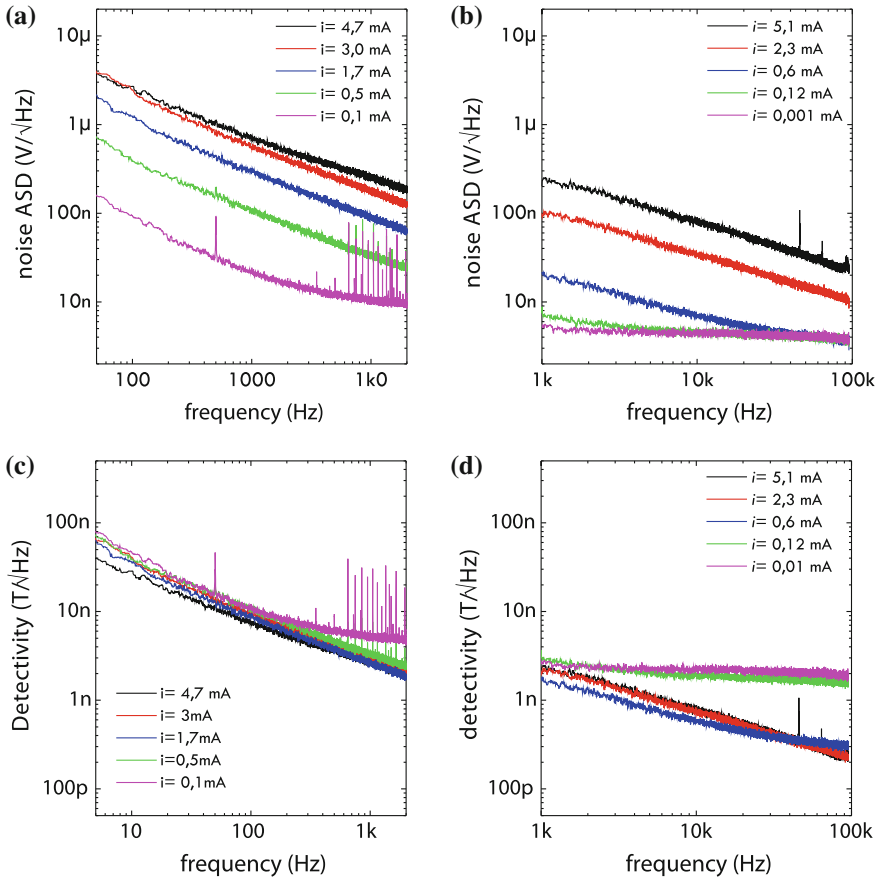 (a)
10µ
1µ
100n
10n
noise ASD (V/√Hz)
100
1000
1k0
frequency (Hz)
i= 4,7 mA
i= 3,0 mA
i= 1,7 mA
i= 0,5 mA
i= 0,1 mA
(b)
10µ
1µ
100n
10n
noise ASD (V/√Hz)
1k
10k
100k
frequency (Hz)
i= 5,1 mA
i= 2,3 mA
i= 0,6 mA
i= 0,12 mA
i= 0,001 mA
(c)
100n
10n
1n
100p
Detectivity (T/√Hz)
10
100
1k
frequency (Hz)
i= 4,7 mA
i= 3mA
i=1,7mA
i=0,5mA
i= 0,1mA
(d)
100n
10n
1n
100p
detectivity (T/√Hz)
1k
10k
100k
frequency (Hz)
i= 5,1 mA
i= 2,3 mA
i= 0,6 mA
i= 0,12 mA
i= 0,01 mA